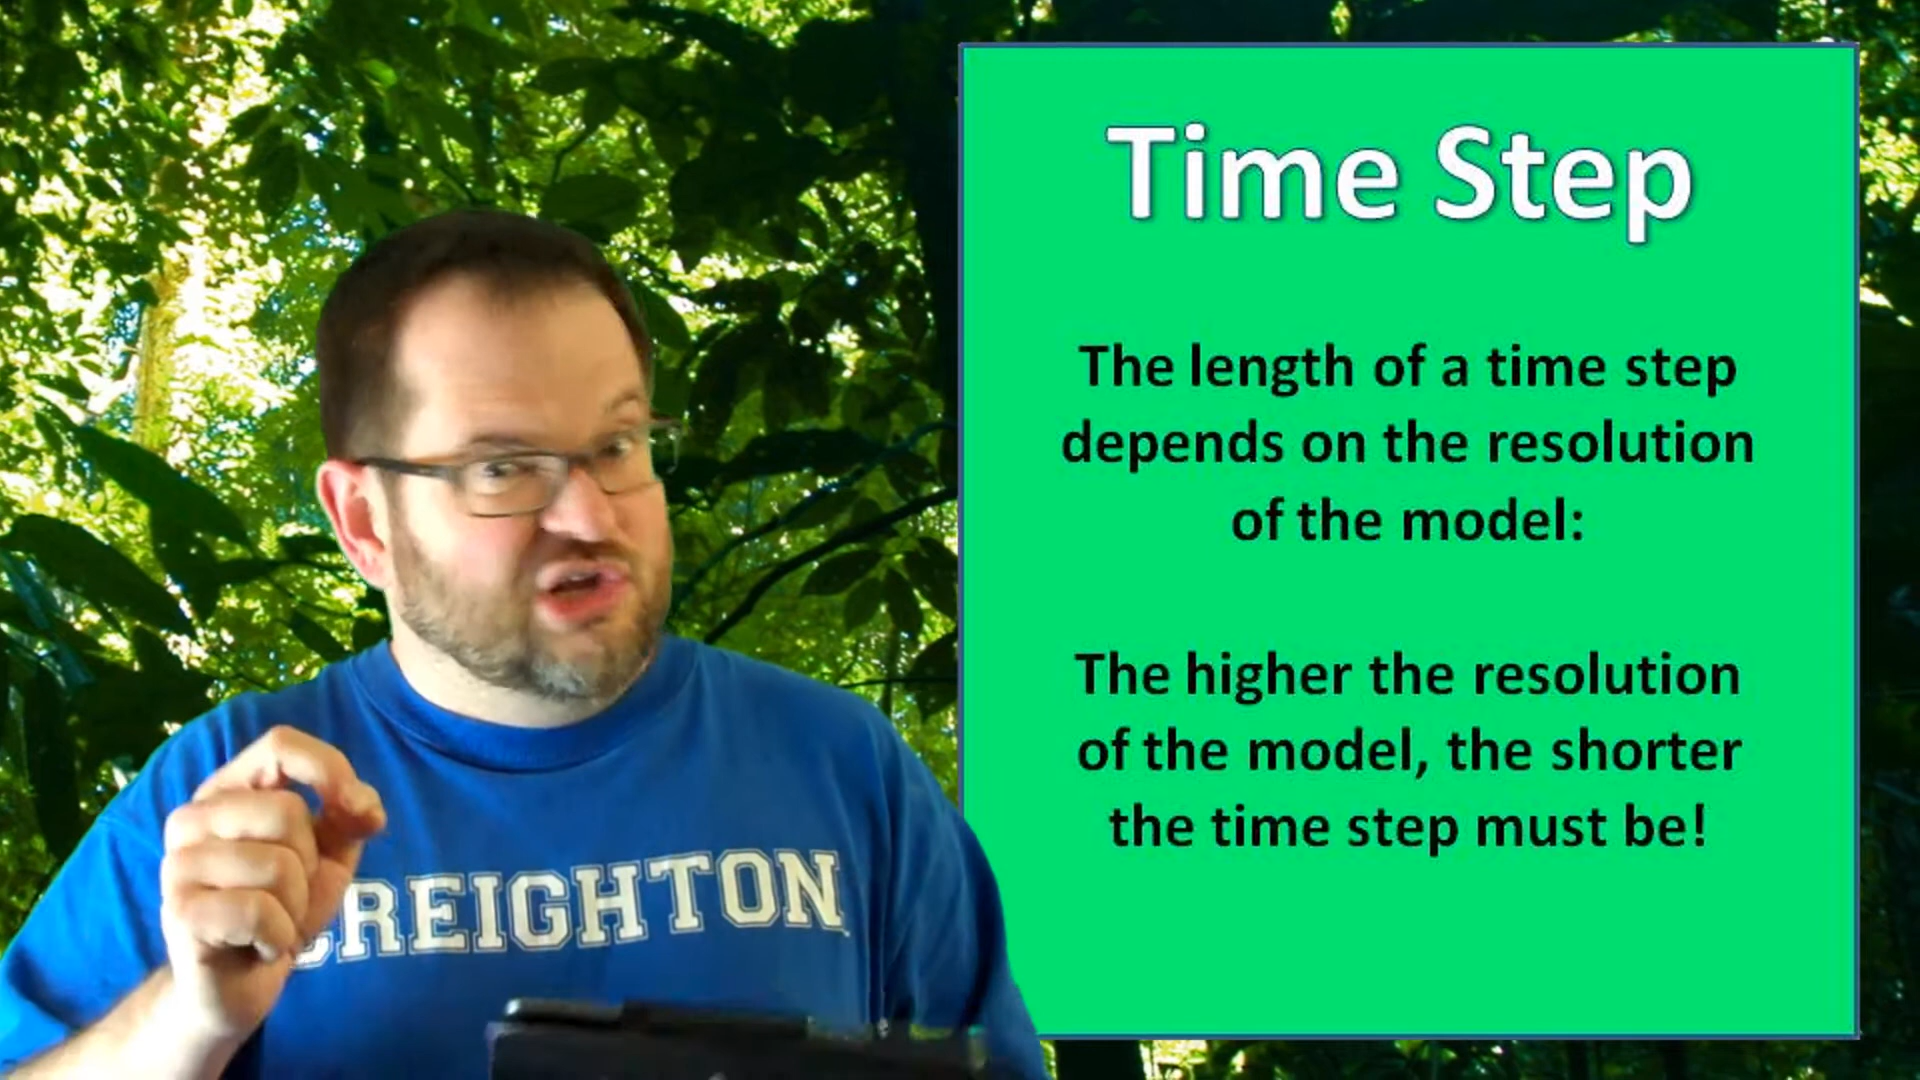 Time Step
The length of a time step
depends on the resolution
of the model:
The higher the resolution
of the model, the shorter
the time step must be!
CREIGHTON